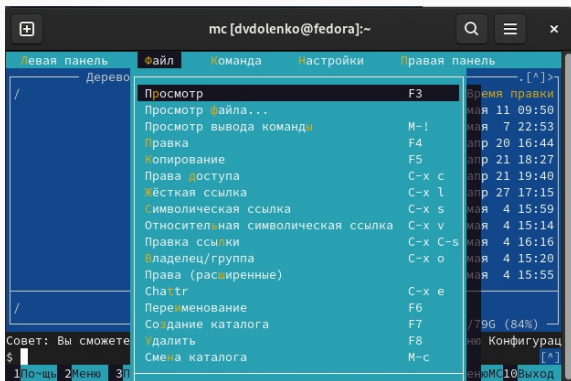 mc [dvdolenko@fedora]:~
Левая панель Файл Команда Настройки Правая панель
Дерево .[^]>
/ Просмотр F3 Время правки
Просмотр файла... мая 11 09:50
Просмотр вывода команды M-! мая 7 22:53
Правка F4 апр 20 16:44
Копирование F5 апр 21 18:27
Права доступа C-x c апр 21 19:40
Жёсткая ссылка C-x l апр 27 17:15
Символическая ссылка C-x s мая 4 15:59
Относительная символическая ссылка C-x v мая 4 15:14
Правка ссылки C-x C-s мая 4 16:16
Владелец/группа C-x o мая 4 15:20
Права (расширенные) мая 4 15:55
Chattr C-x e
/ Переименование F6
Создание каталога F7 /79G (84%)
Совет: Вы сможете Удалить F8 ню Конфигурац
$ Смена каталога M-c [^]
1По~щь 2Меню 3П енюМС10Выход